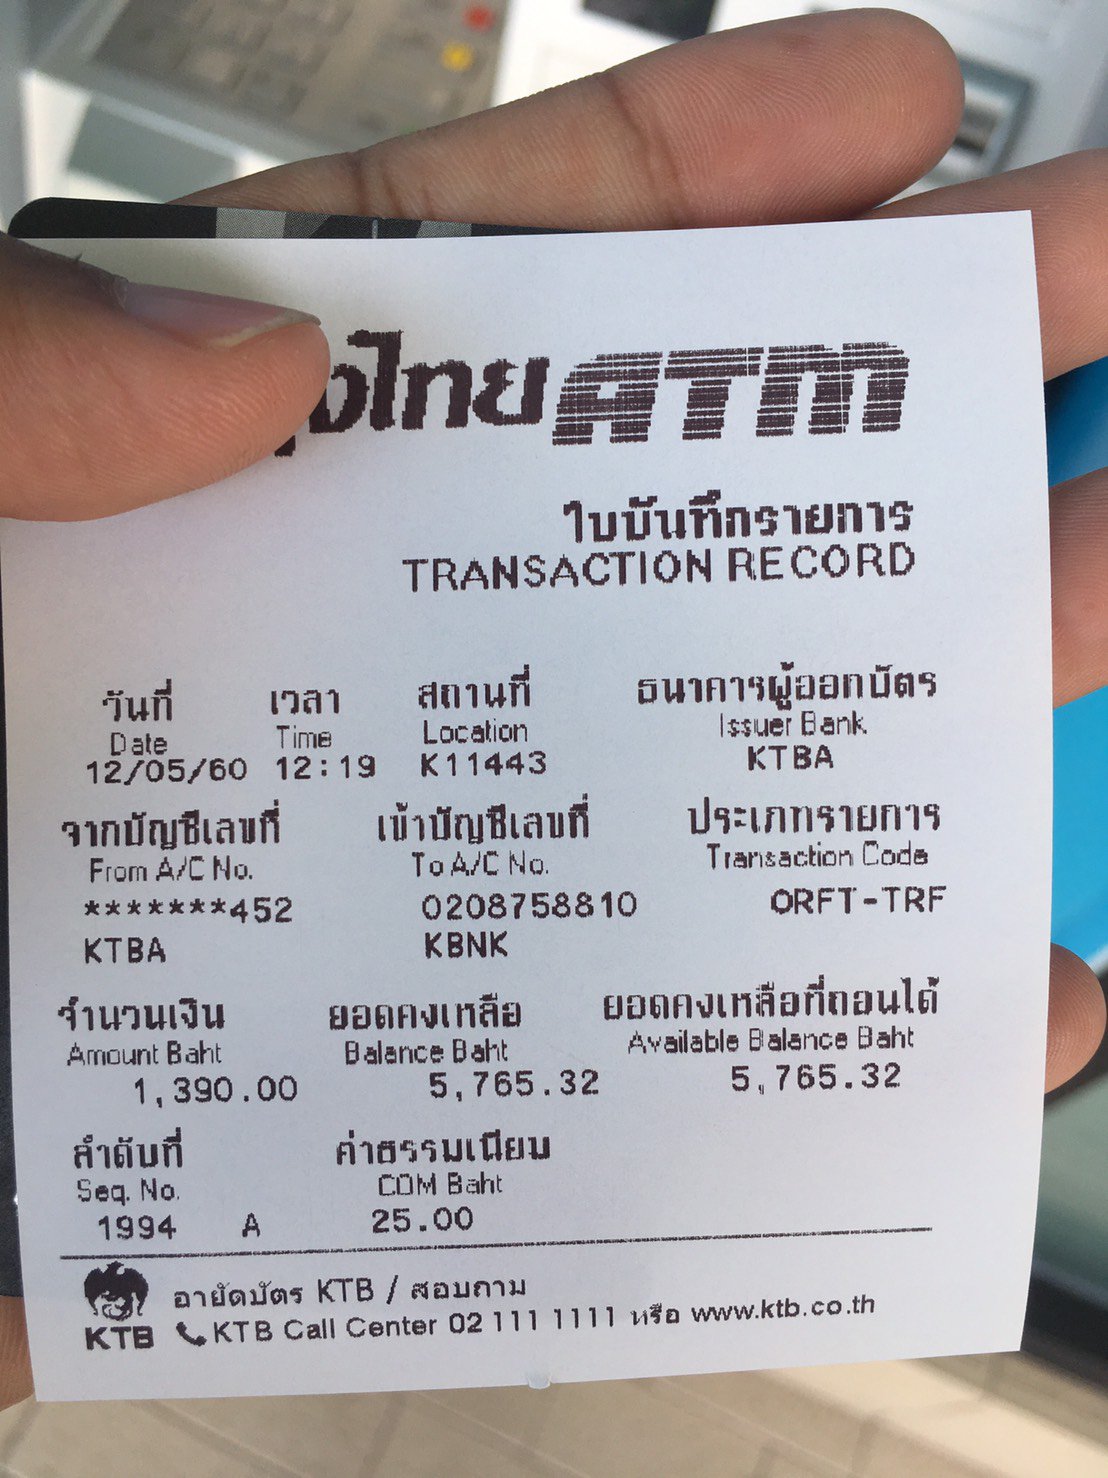 งไทย ATM
ใบบันทึกรายการ
TRANSACTION RECORD
วันที่ เวลา สถานที่ ธนาคารผู้ออกบัตร
Date Time Location Issuer Bank
12/05/60 12:19 K11443 KTBA
จากบัญชีเลขที่ เข้าบัญชีเลขที่ ประเภทรายการ
From A/C No. To A/C No. Transaction Code
*******452 0208758810 ORFT-TRF
KTBA KBNK
จำนวนเงิน ยอดคงเหลือ ยอดคงเหลือที่ถอนได้
Amount Baht Balance Baht Available Balance Baht
1,390.00 5,765.32 5,765.32
ลำดับที่ ค่าธรรมเนียม
Seq. No. COM Baht
1994 A 25.00
อายัดบัตร KTB / สอบถาม
KTB KTB Call Center 02 111 1111 หรือ www.ktb.co.th